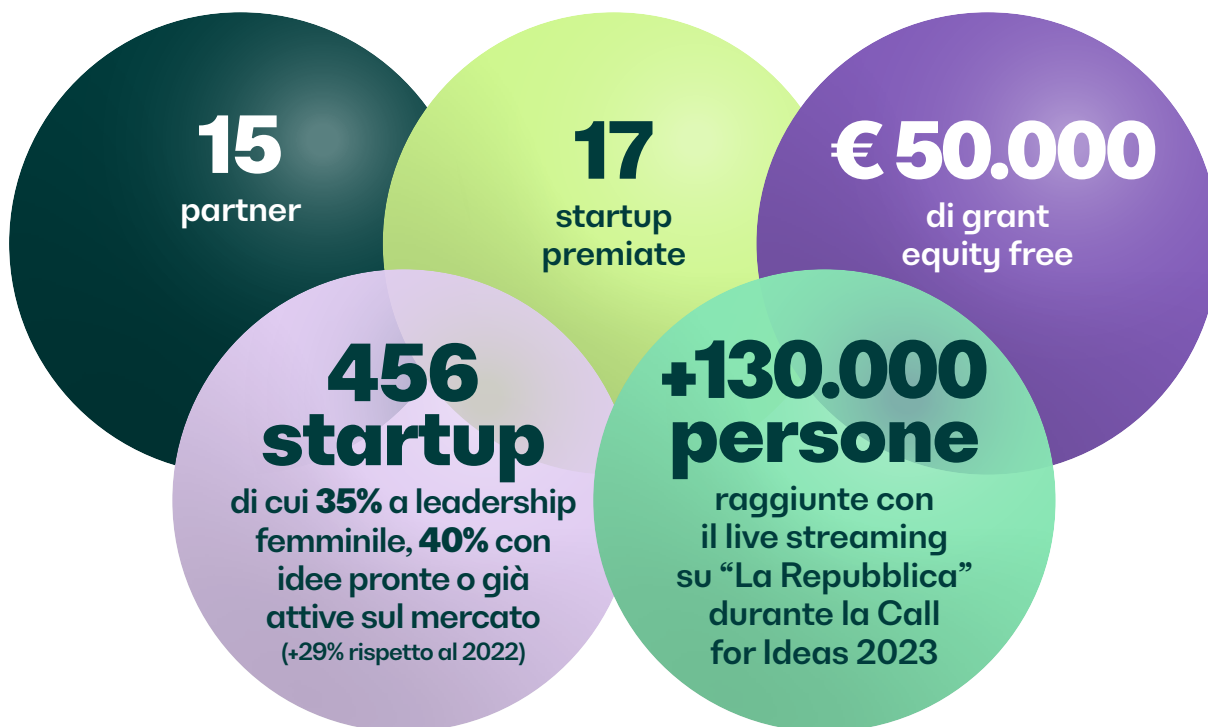 15
partner
17
startup
premiate
€ 50.000
di grant
equity free
456
startup
di cui 35% a leadership
femminile, 40% con
idee pronte o già
attive sul mercato
(+29% rispetto al 2022)
+130.000
persone
raggiunte con
il live streaming
su “La Repubblica”
durante la Call
for Ideas 2023